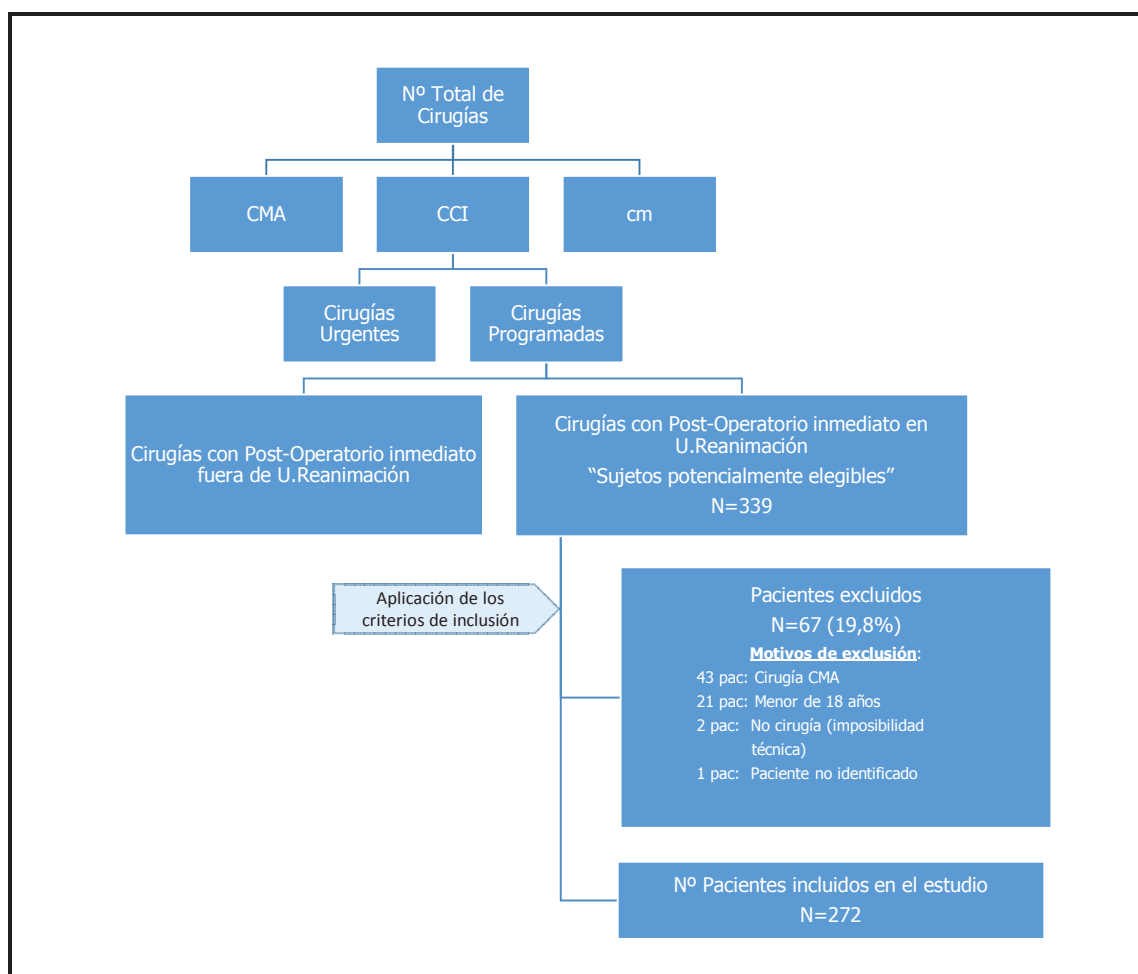 Nº Total de
Cirugías
CMA
CCI
cm
Cirugías
Urgentes
Cirugías
Programadas
Cirugías con Post-Operatorio inmediato
fuera de U.Reanimación
Cirugías con Post-Operatorio inmediato en
U.Reanimación
“Sujetos potencialmente elegibles”
N=339
Aplicación de los
criterios de inclusión
Pacientes excluidos
N=67 (19,8%)
Motivos de exclusión:
43 pac: Cirugía CMA
21 pac: Menor de 18 años
2 pac: No cirugía (imposibilidad
técnica)
1 pac: Paciente no identificado
Nº Pacientes incluidos en el estudio
N=272